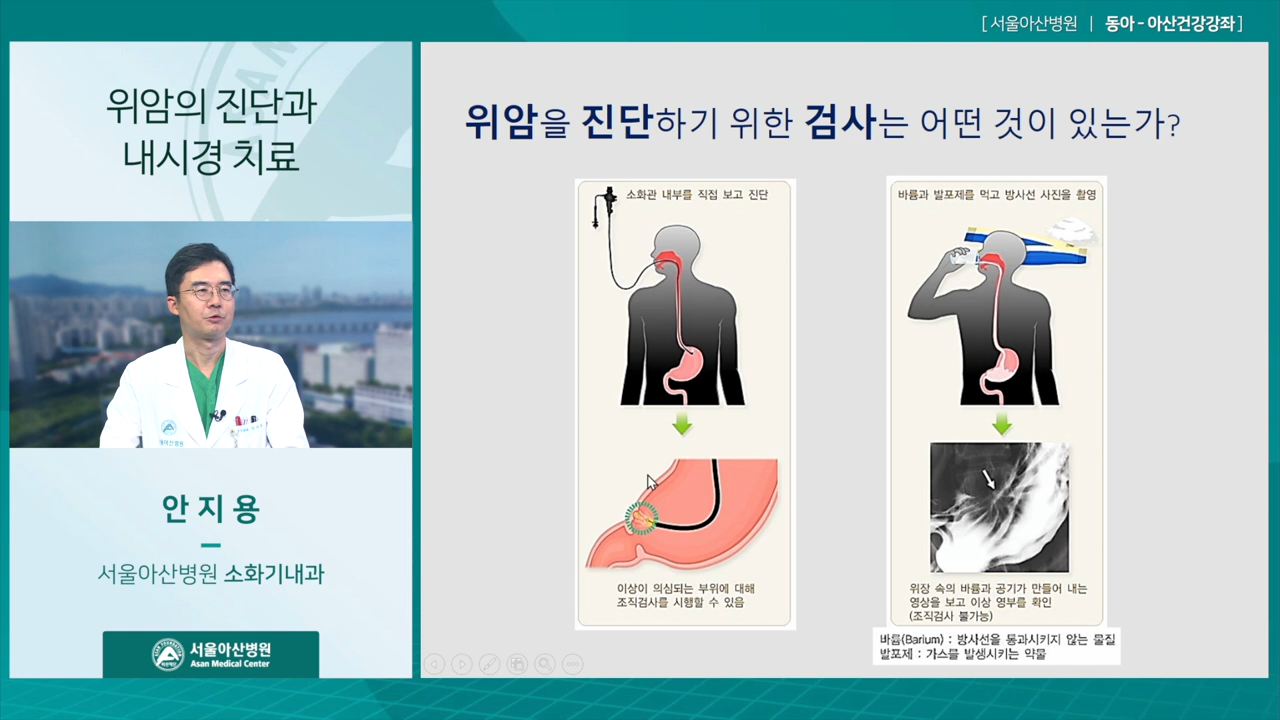 [ 서울아산병원 | 동아-아산건강강좌 ]
위암의 진단과
내시경 치료
안 지 용
서울아산병원 소화기내과
서울아산병원
Asan Medical Center
위암을 진단하기 위한 검사는 어떤 것이 있는가?
소화관 내부를 직접 보고 진단
이상이 의심되는 부위에 대해
조직검사를 시행할 수 있음
바륨과 발포제를 먹고 방사선 사진을 촬영
위장 속의 바륨과 공기가 만들어 내는
영상을 보고 이상 영부를 확인
(조직검사 불가능)
바륨(Barium) : 방사선을 통과시키지 않는 물질
발포제 : 가스를 발생시키는 약물